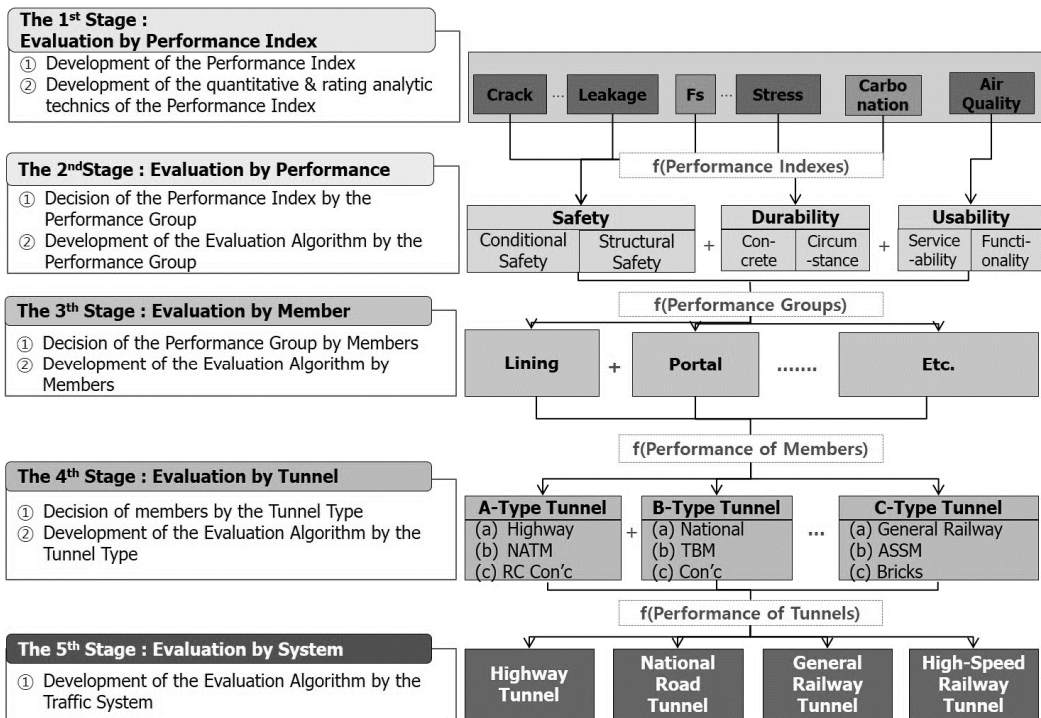 The 1st Stage :
Evaluation by Performance Index
① Development of the Performance Index
② Development of the quantitative & rating analytic
technics of the Performance Index
Crack ... Leakage Fs ... Stress Carbo
nation Air
Quality
f(Performance Indexes)
The 2ndStage : Evaluation by Performance
① Decision of the Performance Index by the
Performance Group
② Development of the Evaluation Algorithm by the
Performance Group
Safety
Conditional
Safety
Structural
Safety
+
Durability
Con-
crete
Circum
-stance
+
Usability
Service
-ability
Functi-
onality
f(Performance Groups)
The 3th Stage : Evaluation by Member
① Decision of the Performance Group by Members
② Development of the Evaluation Algorithm by
Members
Lining + Portal ....... Etc.
f(Performance of Members)
The 4th Stage : Evaluation by Tunnel
① Decision of members by the Tunnel Type
② Development of the Evaluation Algorithm by the
Tunnel Type
A-Type Tunnel
(a) Highway
(b) NATM
(c) RC Con'c
+
B-Type Tunnel
(a) National
(b) TBM
(c) Con'c
...
C-Type Tunnel
(a) General Railway
(b) ASSM
(c) Bricks
f(Performance of Tunnels)
The 5th Stage : Evaluation by System
① Development of the Evaluation Algorithm by the
Traffic System
Highway
Tunnel
National
Road
Tunnel
General
Railway
Tunnel
High-Speed
Railway
Tunnel